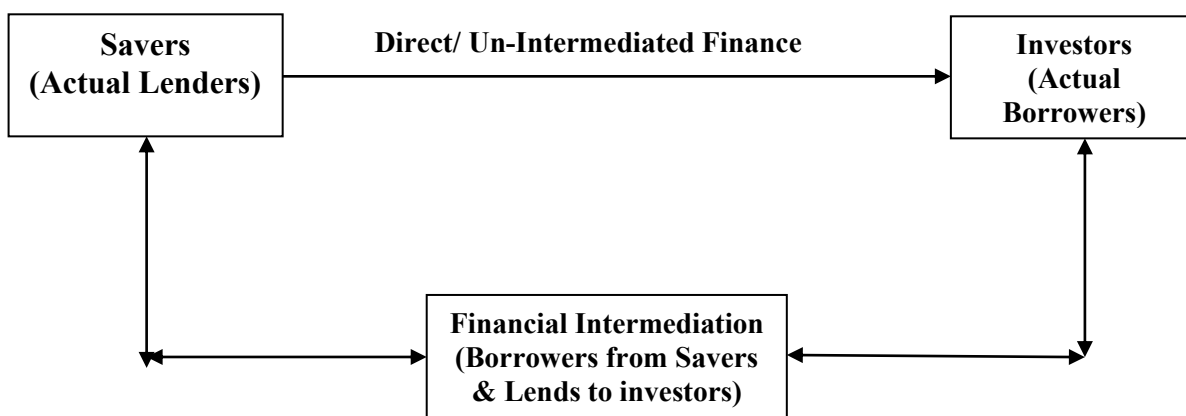 Savers
(Actual Lenders)
Direct/ Un-Intermediated Finance
Investors
(Actual
Borrowers)
Financial Intermediation
(Borrowers from Savers
& Lends to investors)